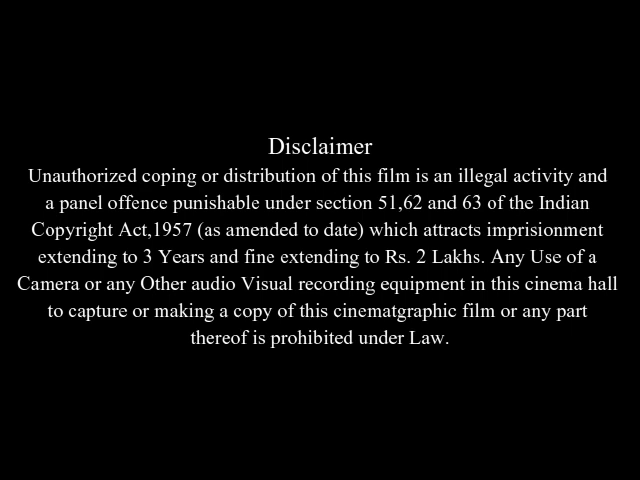 Disclaimer
Unauthorized coping or distribution of this film is an illegal activity and
a panel offence punishable under section 51,62 and 63 of the Indian
Copyright Act,1957 (as amended to date) which attracts imprisionment
extending to 3 Years and fine extending to Rs. 2 Lakhs. Any Use of a
Camera or any Other audio Visual recording equipment in this cinema hall
to capture or making a copy of this cinematgraphic film or any part
thereof is prohibited under Law.